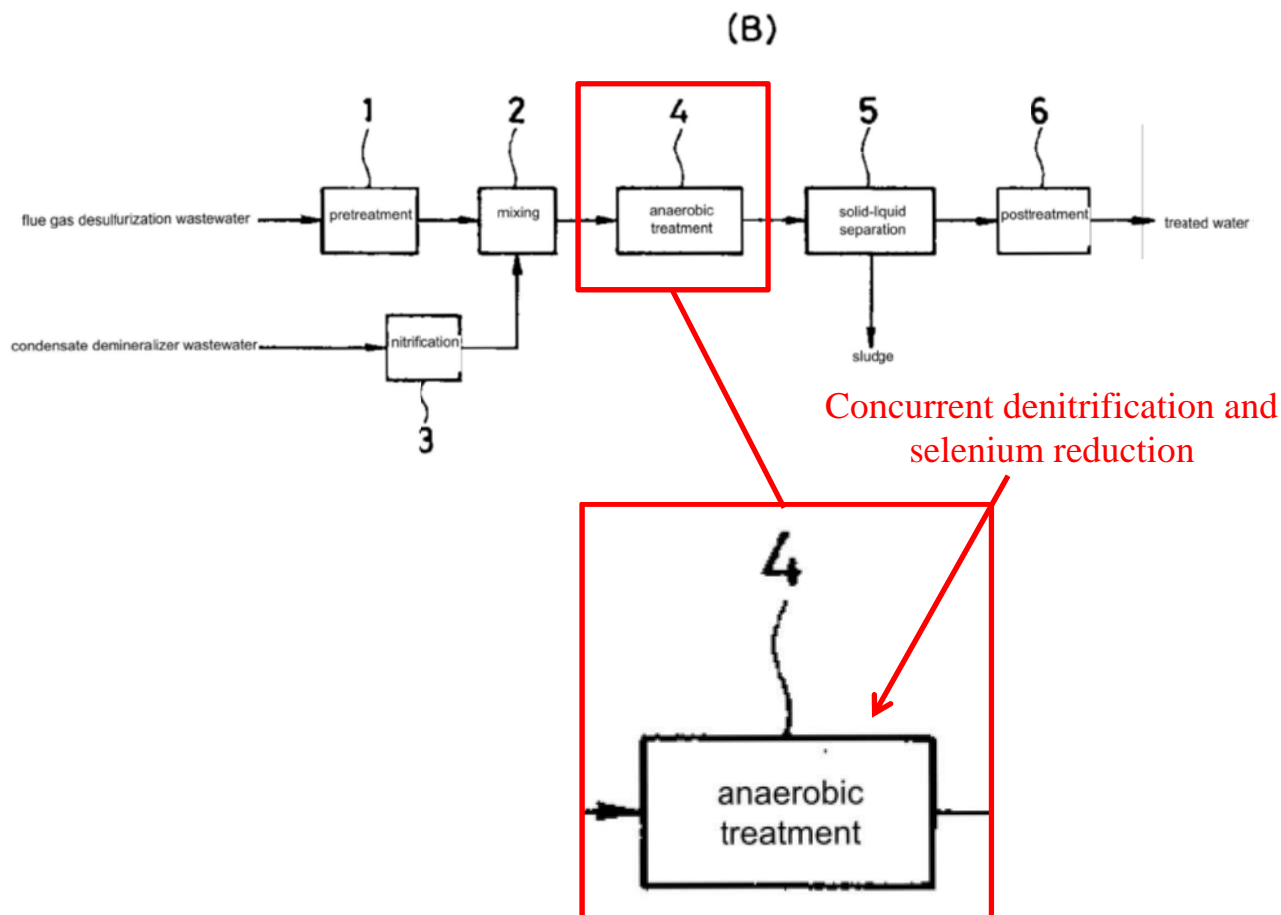 (B)
1
2
4
5
6
flue gas desulfurization wastewater
pretreatment
mixing
anaerobic
treatment
solid-liquid
separation
posttreatment
treated water
condensate demineralizer wastewater
nitrification
sludge
3
Concurrent denitrification and
selenium reduction
4
anaerobic
treatment